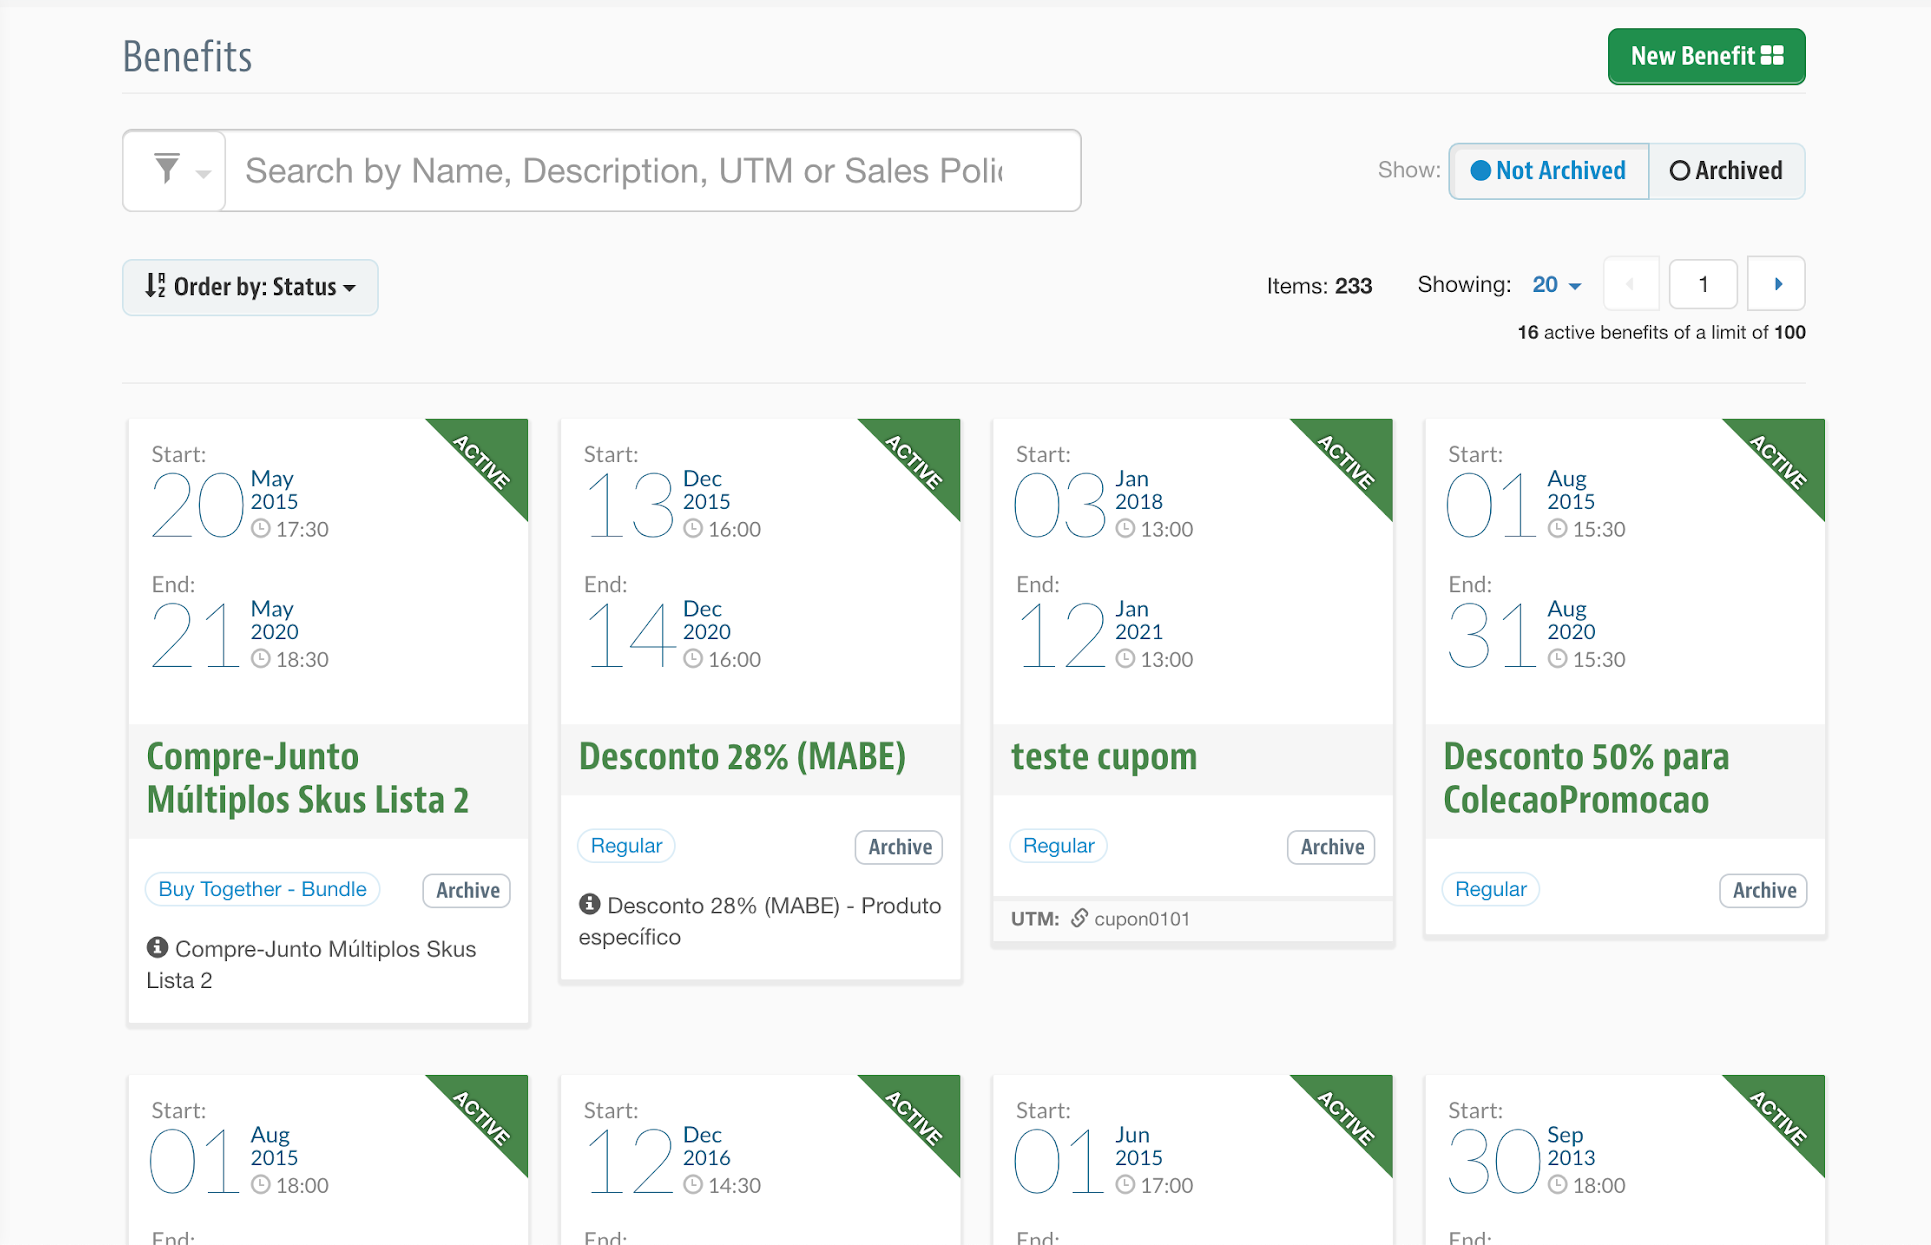 Benefits
New Benefit
Search by Name, Description, UTM or Sales Polic
Show: Not Archived Archived
Order by: Status
Items: 233 Showing: 20 1
16 active benefits of a limit of 100
ACTIVE
Start:
20 May 2015 17:30
End:
21 May 2020 18:30
Compre-Junto
Múltiplos Skus Lista 2
Buy Together - Bundle Archive
Compre-Junto Múltiplos Skus
Lista 2
ACTIVE
Start:
13 Dec 2015 16:00
End:
14 Dec 2020 16:00
Desconto 28% (MABE)
Regular Archive
Desconto 28% (MABE) - Produto
específico
ACTIVE
Start:
03 Jan 2018 13:00
End:
12 Jan 2021 13:00
teste cupom
Regular Archive
UTM: cupon0101
ACTIVE
Start:
01 Aug 2015 15:30
End:
31 Aug 2020 15:30
Desconto 50% para
ColecaoPromocao
Regular Archive
ACTIVE
Start:
01 Aug 2015 18:00
End:
ACTIVE
Start:
12 Dec 2016 14:30
End:
ACTIVE
Start:
01 Jun 2015 17:00
End:
ACTIVE
Start:
30 Sep 2013 18:00
End: